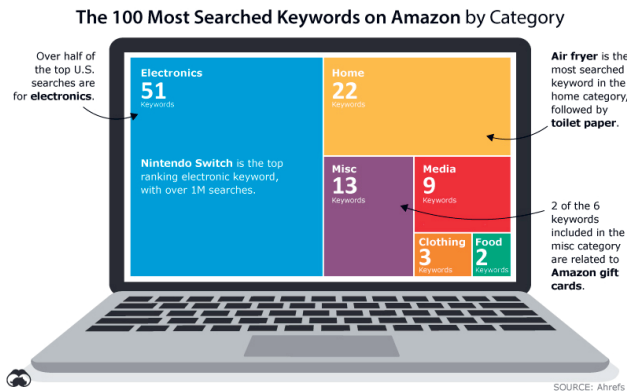 The 100 Most Searched Keywords on Amazon by Category
Over half of
the top U.S.
searches are
for electronics.
Electronics
51
Keywords
Nintendo Switch is the top
ranking electronic keyword,
with over 1M searches.
Home
22
Keywords
Misc
13
Keywords
Media
9
Keywords
Clothing
3
Keywords
Food
2
Keywords
Air fryer is the
most searched
keyword in the
home category,
followed by
toilet paper.
2 of the 6
keywords
included in the
misc category
are related to
Amazon gift
cards.
SOURCE: Ahrefs